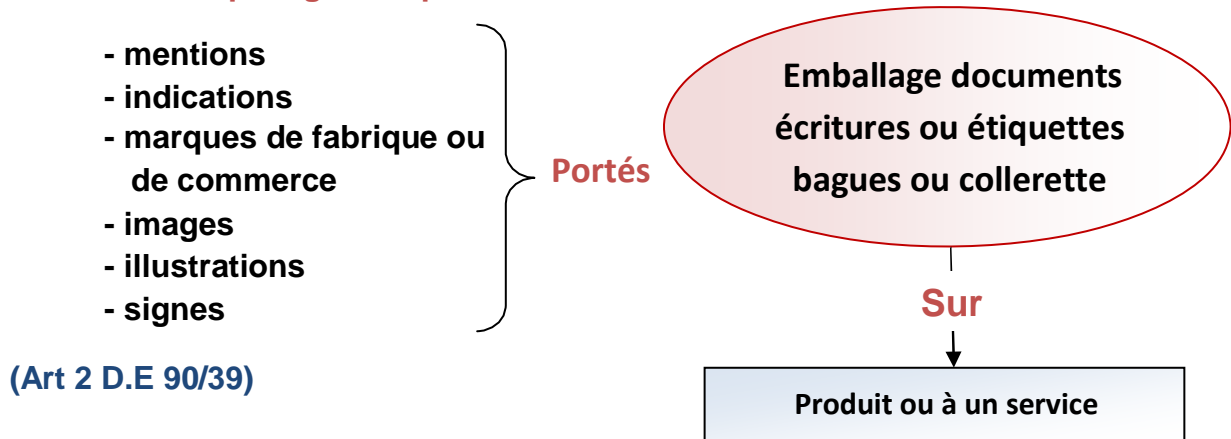 - mentions
- indications
- marques de fabrique ou
de commerce
- images
- illustrations
- signes
Portés
Emballage documents
écritures ou étiquettes
bagues ou collerette
Sur
Produit ou à un service
(Art 2 D.E 90/39)